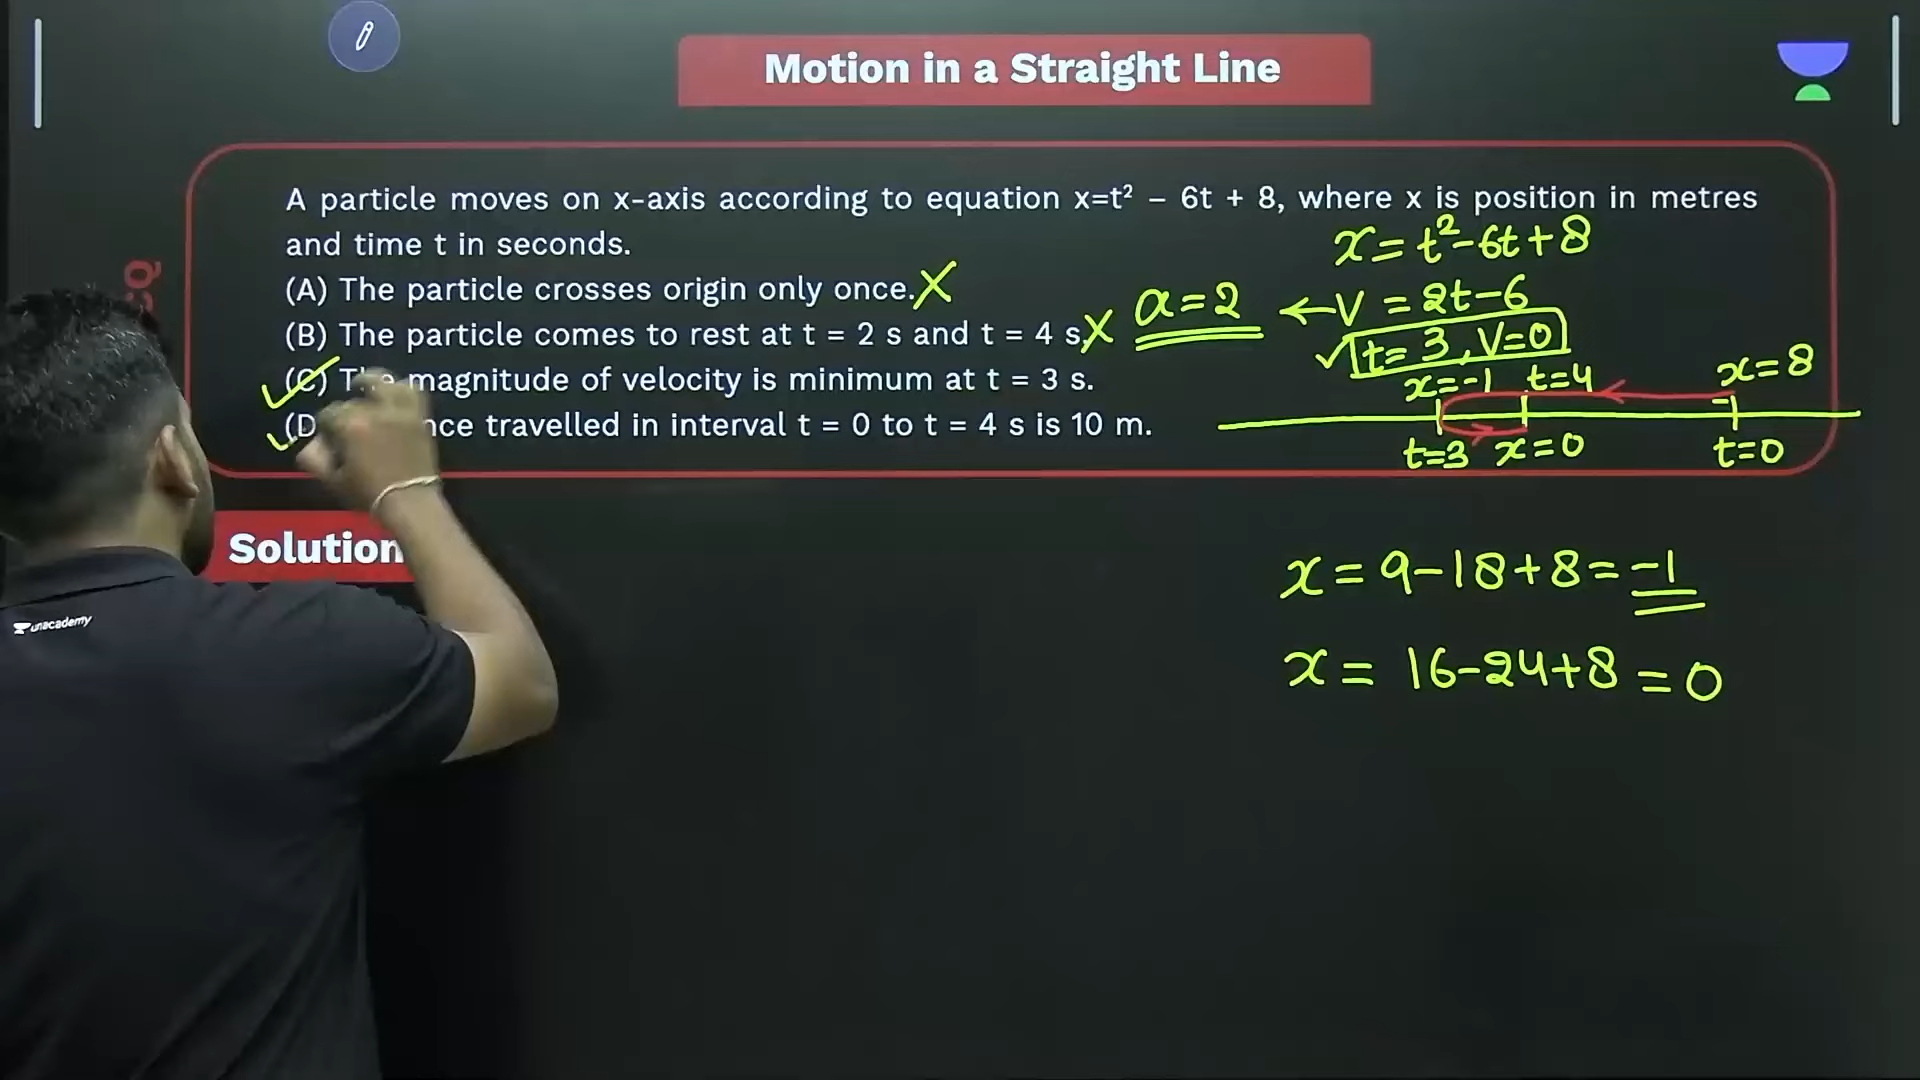 Motion in a Straight Line
A particle moves on x-axis according to equation x=t² – 6t + 8, where x is position in metres
and time t in seconds.
x = t²-6t+8
(A) The particle crosses origin only once. X
a=2 ← V = 2t-6
(B) The particle comes to rest at t = 2 s and t = 4 s. X
✓ t=3, V=0
✓ (C) The magnitude of velocity is minimum at t = 3 s.
x=-1 t=4 x=8
✓ (D nce travelled in interval t = 0 to t = 4 s is 10 m.
t=3 x=0 t=0
Solution
x = 9-18+8 = -1
unacademy
x = 16-24+8 = 0